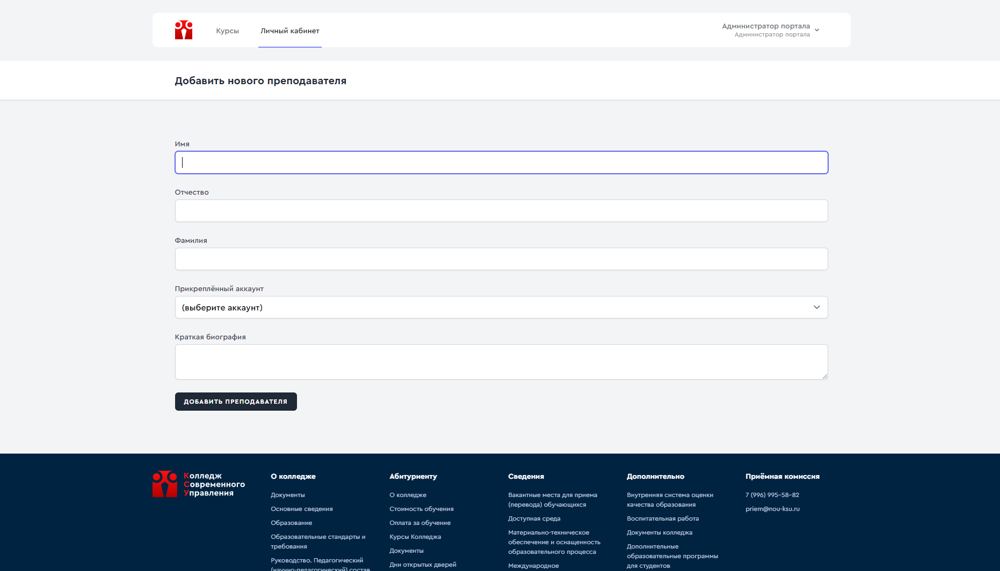 Курсы
Личный кабинет
Администратор портала
Администратор портала
Добавить нового преподавателя
Имя
Отчество
Фамилия
Прикреплённый аккаунт
(выберите аккаунт)
Краткая биография
ДОБАВИТЬ ПРЕПОДАВАТЕЛЯ
Колледж
Современного
Управления
О колледже
Документы
Основные сведения
Образование
Образовательные стандарты и
требования
Руководство. Педагогический
(научно-педагогический) состав
Абитуриенту
О колледже
Стоимость обучения
Оплата за обучение
Курсы Колледжа
Документы
Дни открытых дверей
Сведения
Вакантные места для приема
(перевода) обучающихся
Доступная среда
Материально-техническое
обеспечение и оснащенность
образовательного процесса
Международное
Дополнительно
Внутренняя система оценки
качества образования
Воспитательная работа
Документы колледжа
Дополнительные
образовательные программы
для студентов
Приёмная комиссия
7 (996) 995-58-82
priem@nou-ksu.ru